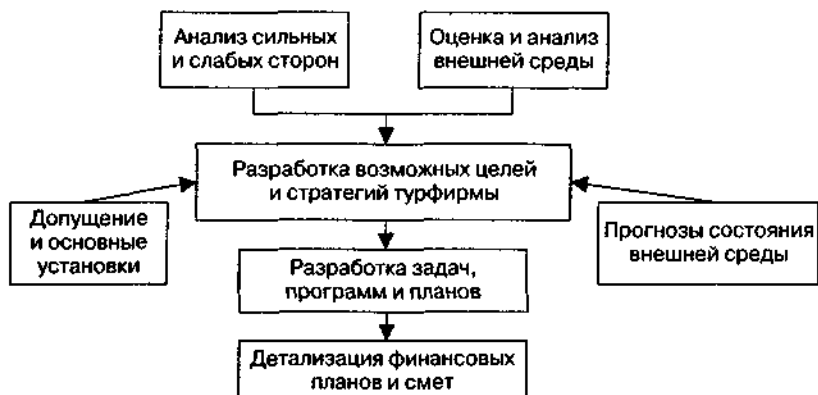 Анализ сильных
и слабых сторон
Оценка и анализ
внешней среды
Разработка возможных целей
и стратегий турфирмы
Допущение
и основные
установки
Прогнозы состояния
внешней среды
Разработка задач,
программ и планов
Детализация финансовых
планов и смет